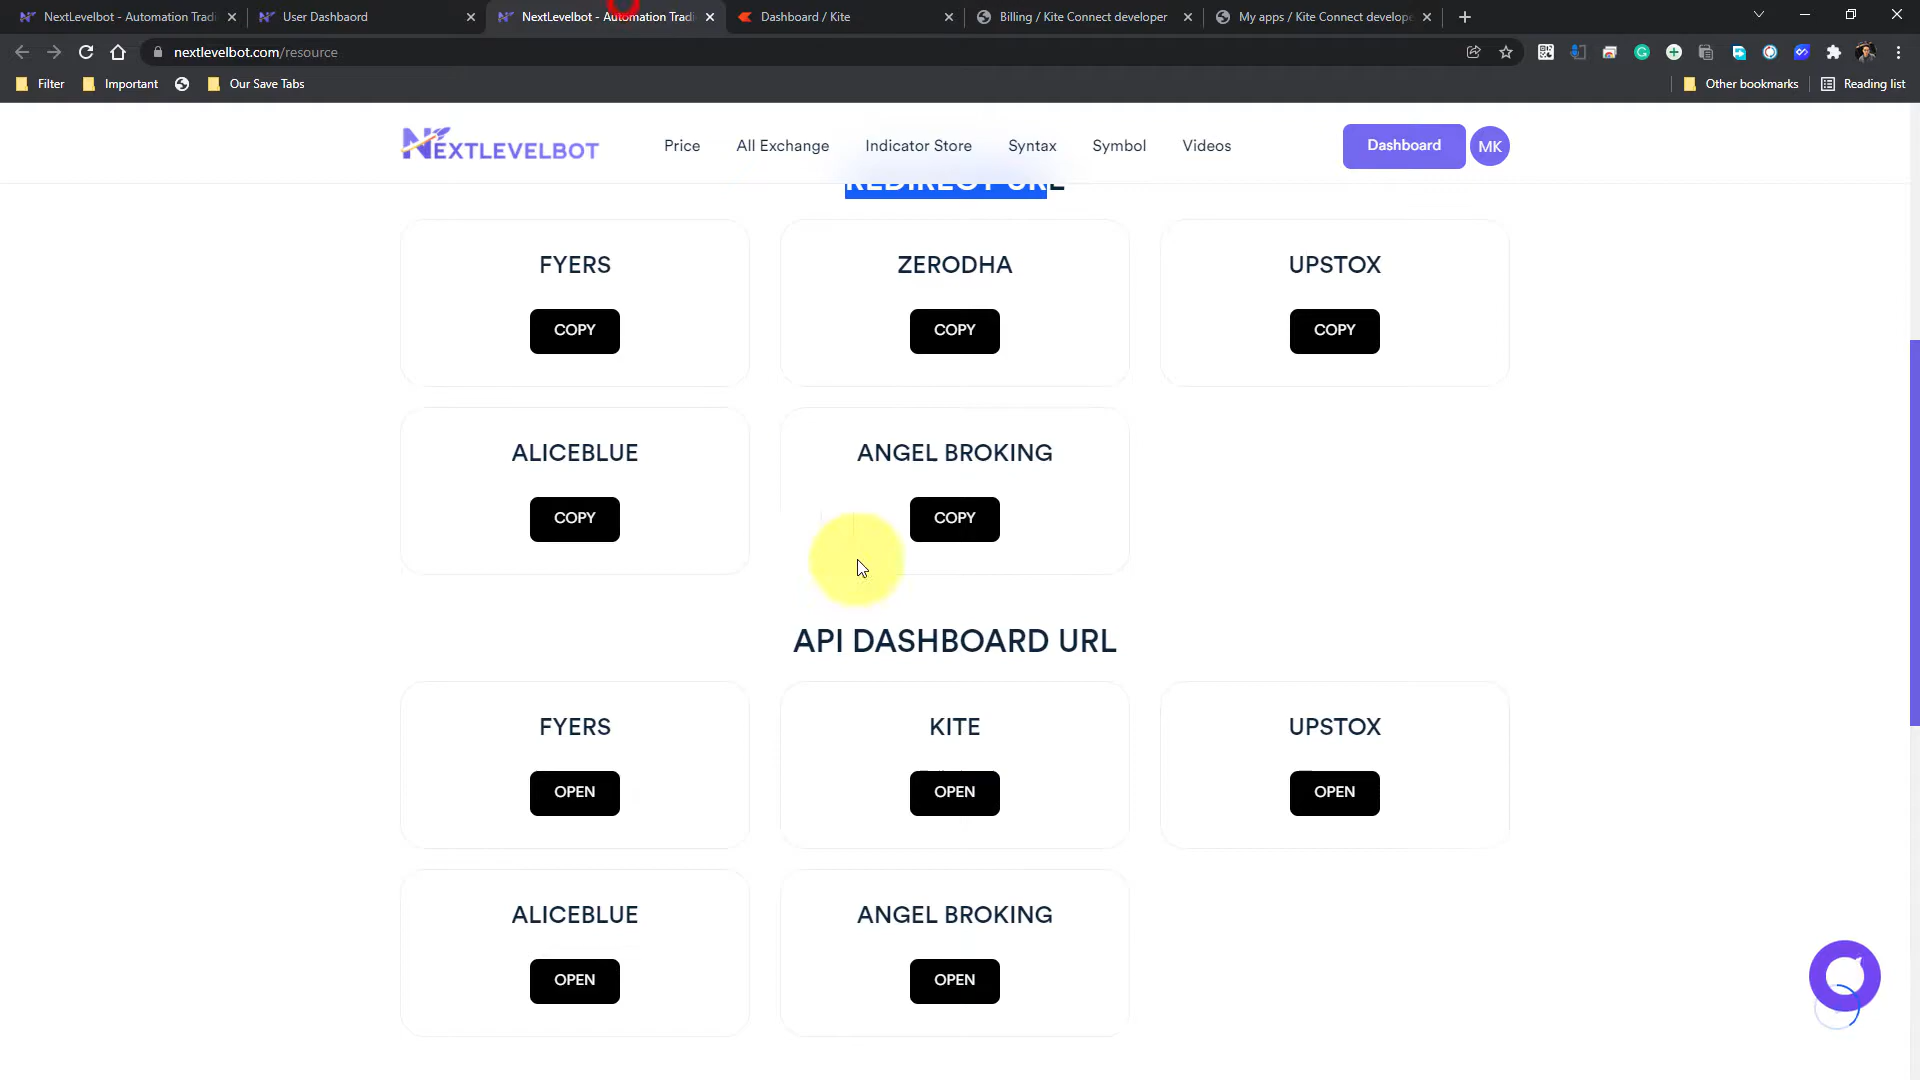 NextLevelbot - Automation Tradi
User Dashbaord
NextLevelbot - Automation Tradi
Dashboard / Kite
Billing / Kite Connect developer
My apps / Kite Connect develope
nextlevelbot.com/resource
Filter
Important
Our Save Tabs
Other bookmarks
Reading list
NEXTLEVELBOT
Price
All Exchange
Indicator Store
Syntax
Symbol
Videos
Dashboard
MK
REDIRECT URL
FYERS
ZERODHA
UPSTOX
COPY
COPY
COPY
ALICEBLUE
ANGEL BROKING
COPY
COPY
API DASHBOARD URL
FYERS
KITE
UPSTOX
OPEN
OPEN
OPEN
ALICEBLUE
ANGEL BROKING
OPEN
OPEN